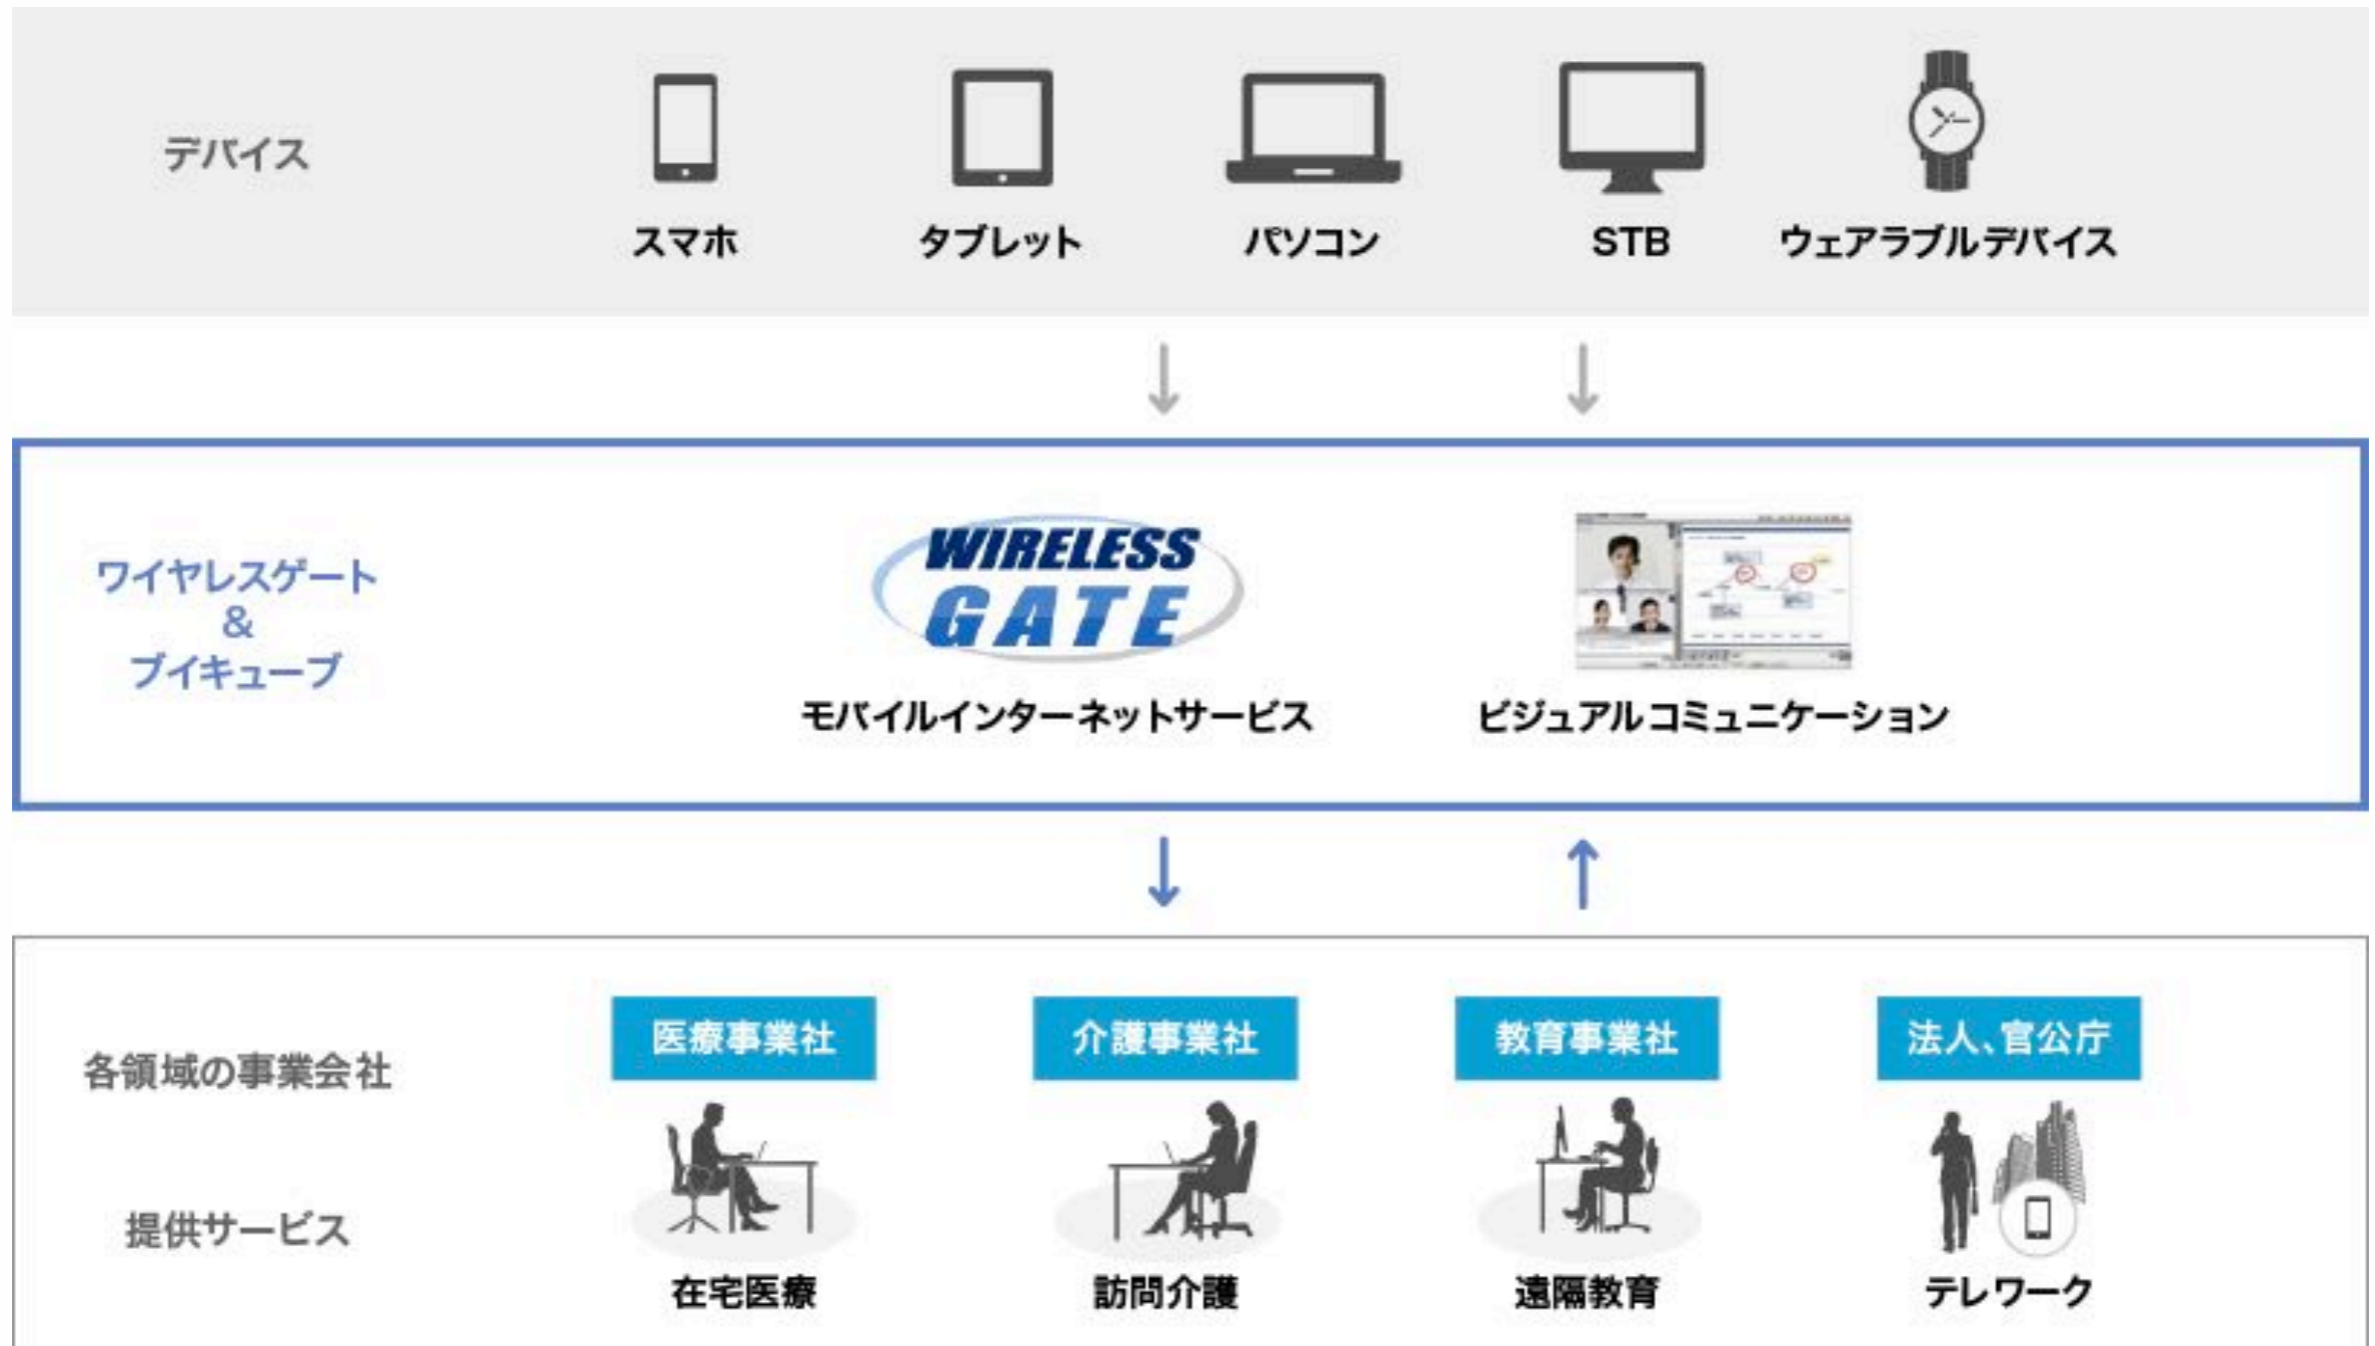 デバイス
スマホ
タブレット
パソコン
STB
ウェアラブルデバイス
ワイヤレスゲート
&
ブイキューブ
WIRELESS
GATE
モバイルインターネットサービス
ビジュアルコミュニケーション
各領域の事業会社
医療事業社
介護事業社
教育事業社
法人、官公庁
提供サービス
在宅医療
訪問介護
遠隔教育
テレワーク